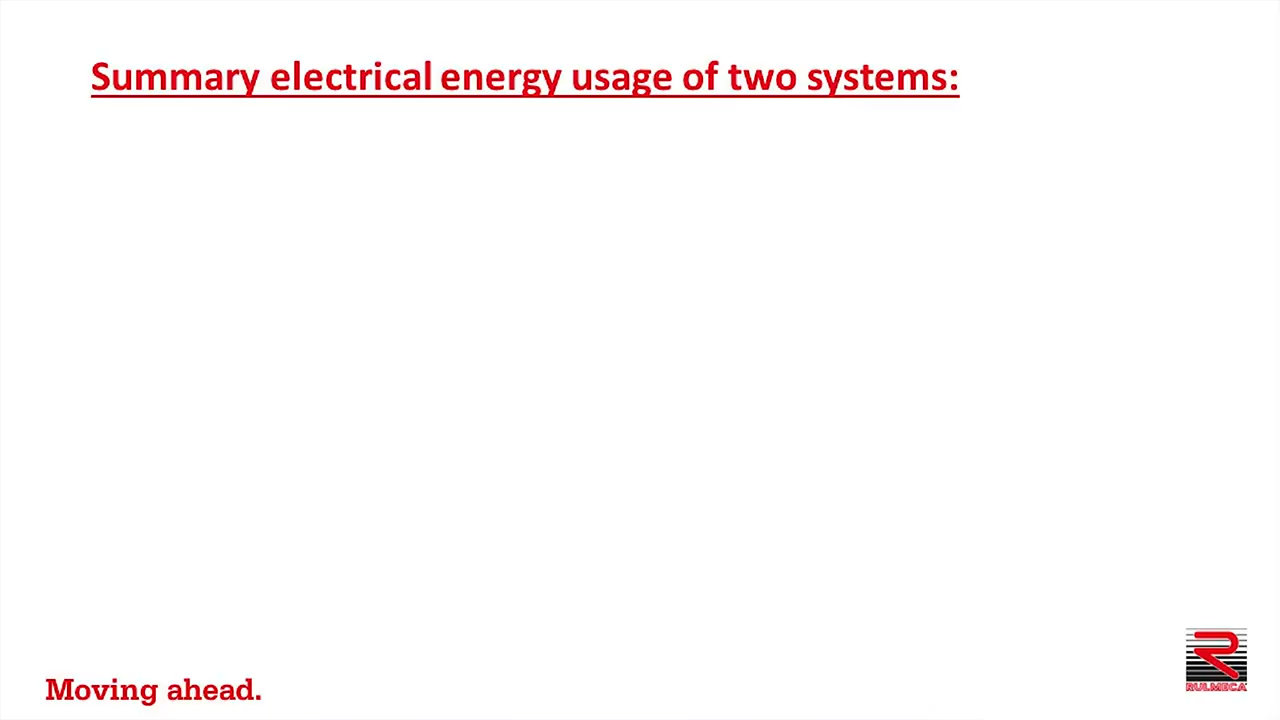 Summary electrical energy usage of two systems:
Moving ahead.
RULMECA